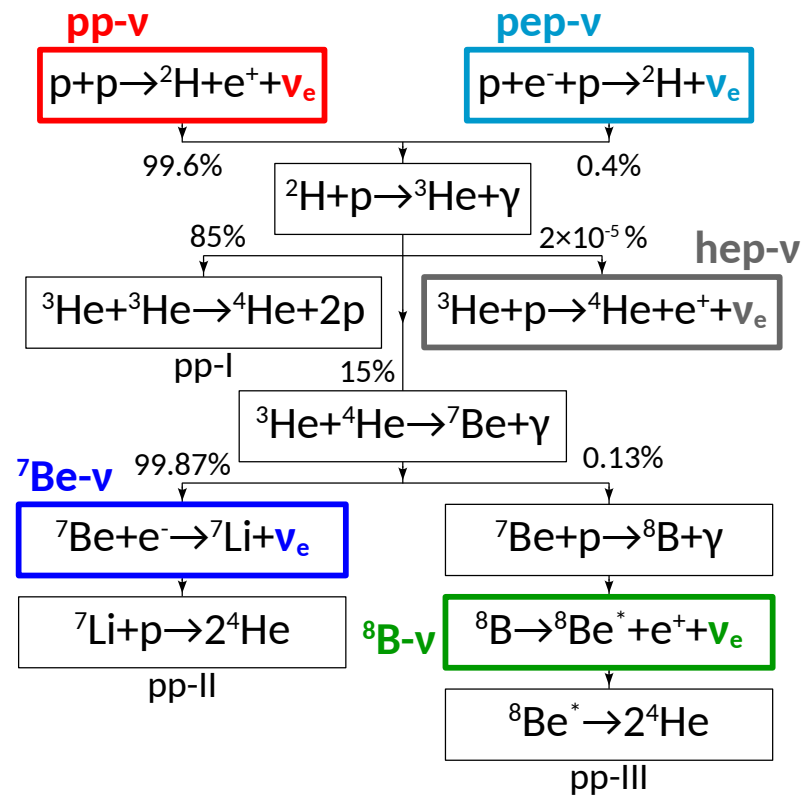 pp-ν
pep-ν
p+p→²H+e⁺+νₑ
p+e⁻+p→²H+νₑ
99.6%
0.4%
²H+p→³He+γ
85%
2×10⁻⁵ %
hep-ν
³He+³He→⁴He+2p
³He+p→⁴He+e⁺+νₑ
pp-I
15%
³He+⁴He→⁷Be+γ
⁷Be-ν
99.87%
0.13%
⁷Be+e⁻→⁷Li+νₑ
⁷Be+p→⁸B+γ
⁷Li+p→2⁴He
⁸B-ν
⁸B→⁸Be*+e⁺+νₑ
pp-II
⁸Be*→2⁴He
pp-III